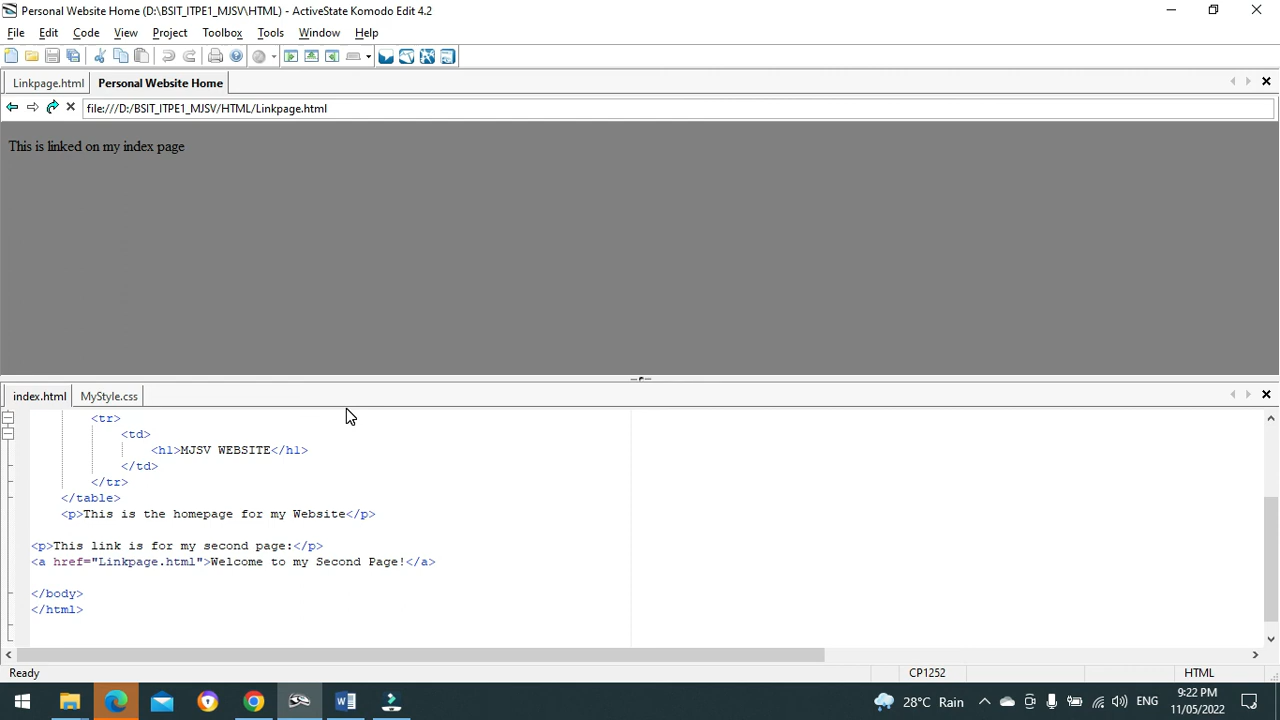 Personal Website Home (D:\BSIT_ITPE1_MJSV\HTML) - ActiveState Komodo Edit 4.2
File Edit Code View Project Toolbox Tools Window Help
Linkpage.html Personal Website Home
file:///D:/BSIT_ITPE1_MJSV/HTML/Linkpage.html
This is linked on my index page
index.html MyStyle.css
<tr>
<td>
<h1>MJSV WEBSITE</h1>
</td>
</tr>
</table>
<p>This is the homepage for my Website</p>
<p>This link is for my second page:</p>
<a href="Linkpage.html">Welcome to my Second Page!</a>
</body>
</html>
Ready CP1252 HTML
28°C Rain ENG 9:22 PM
11/05/2022